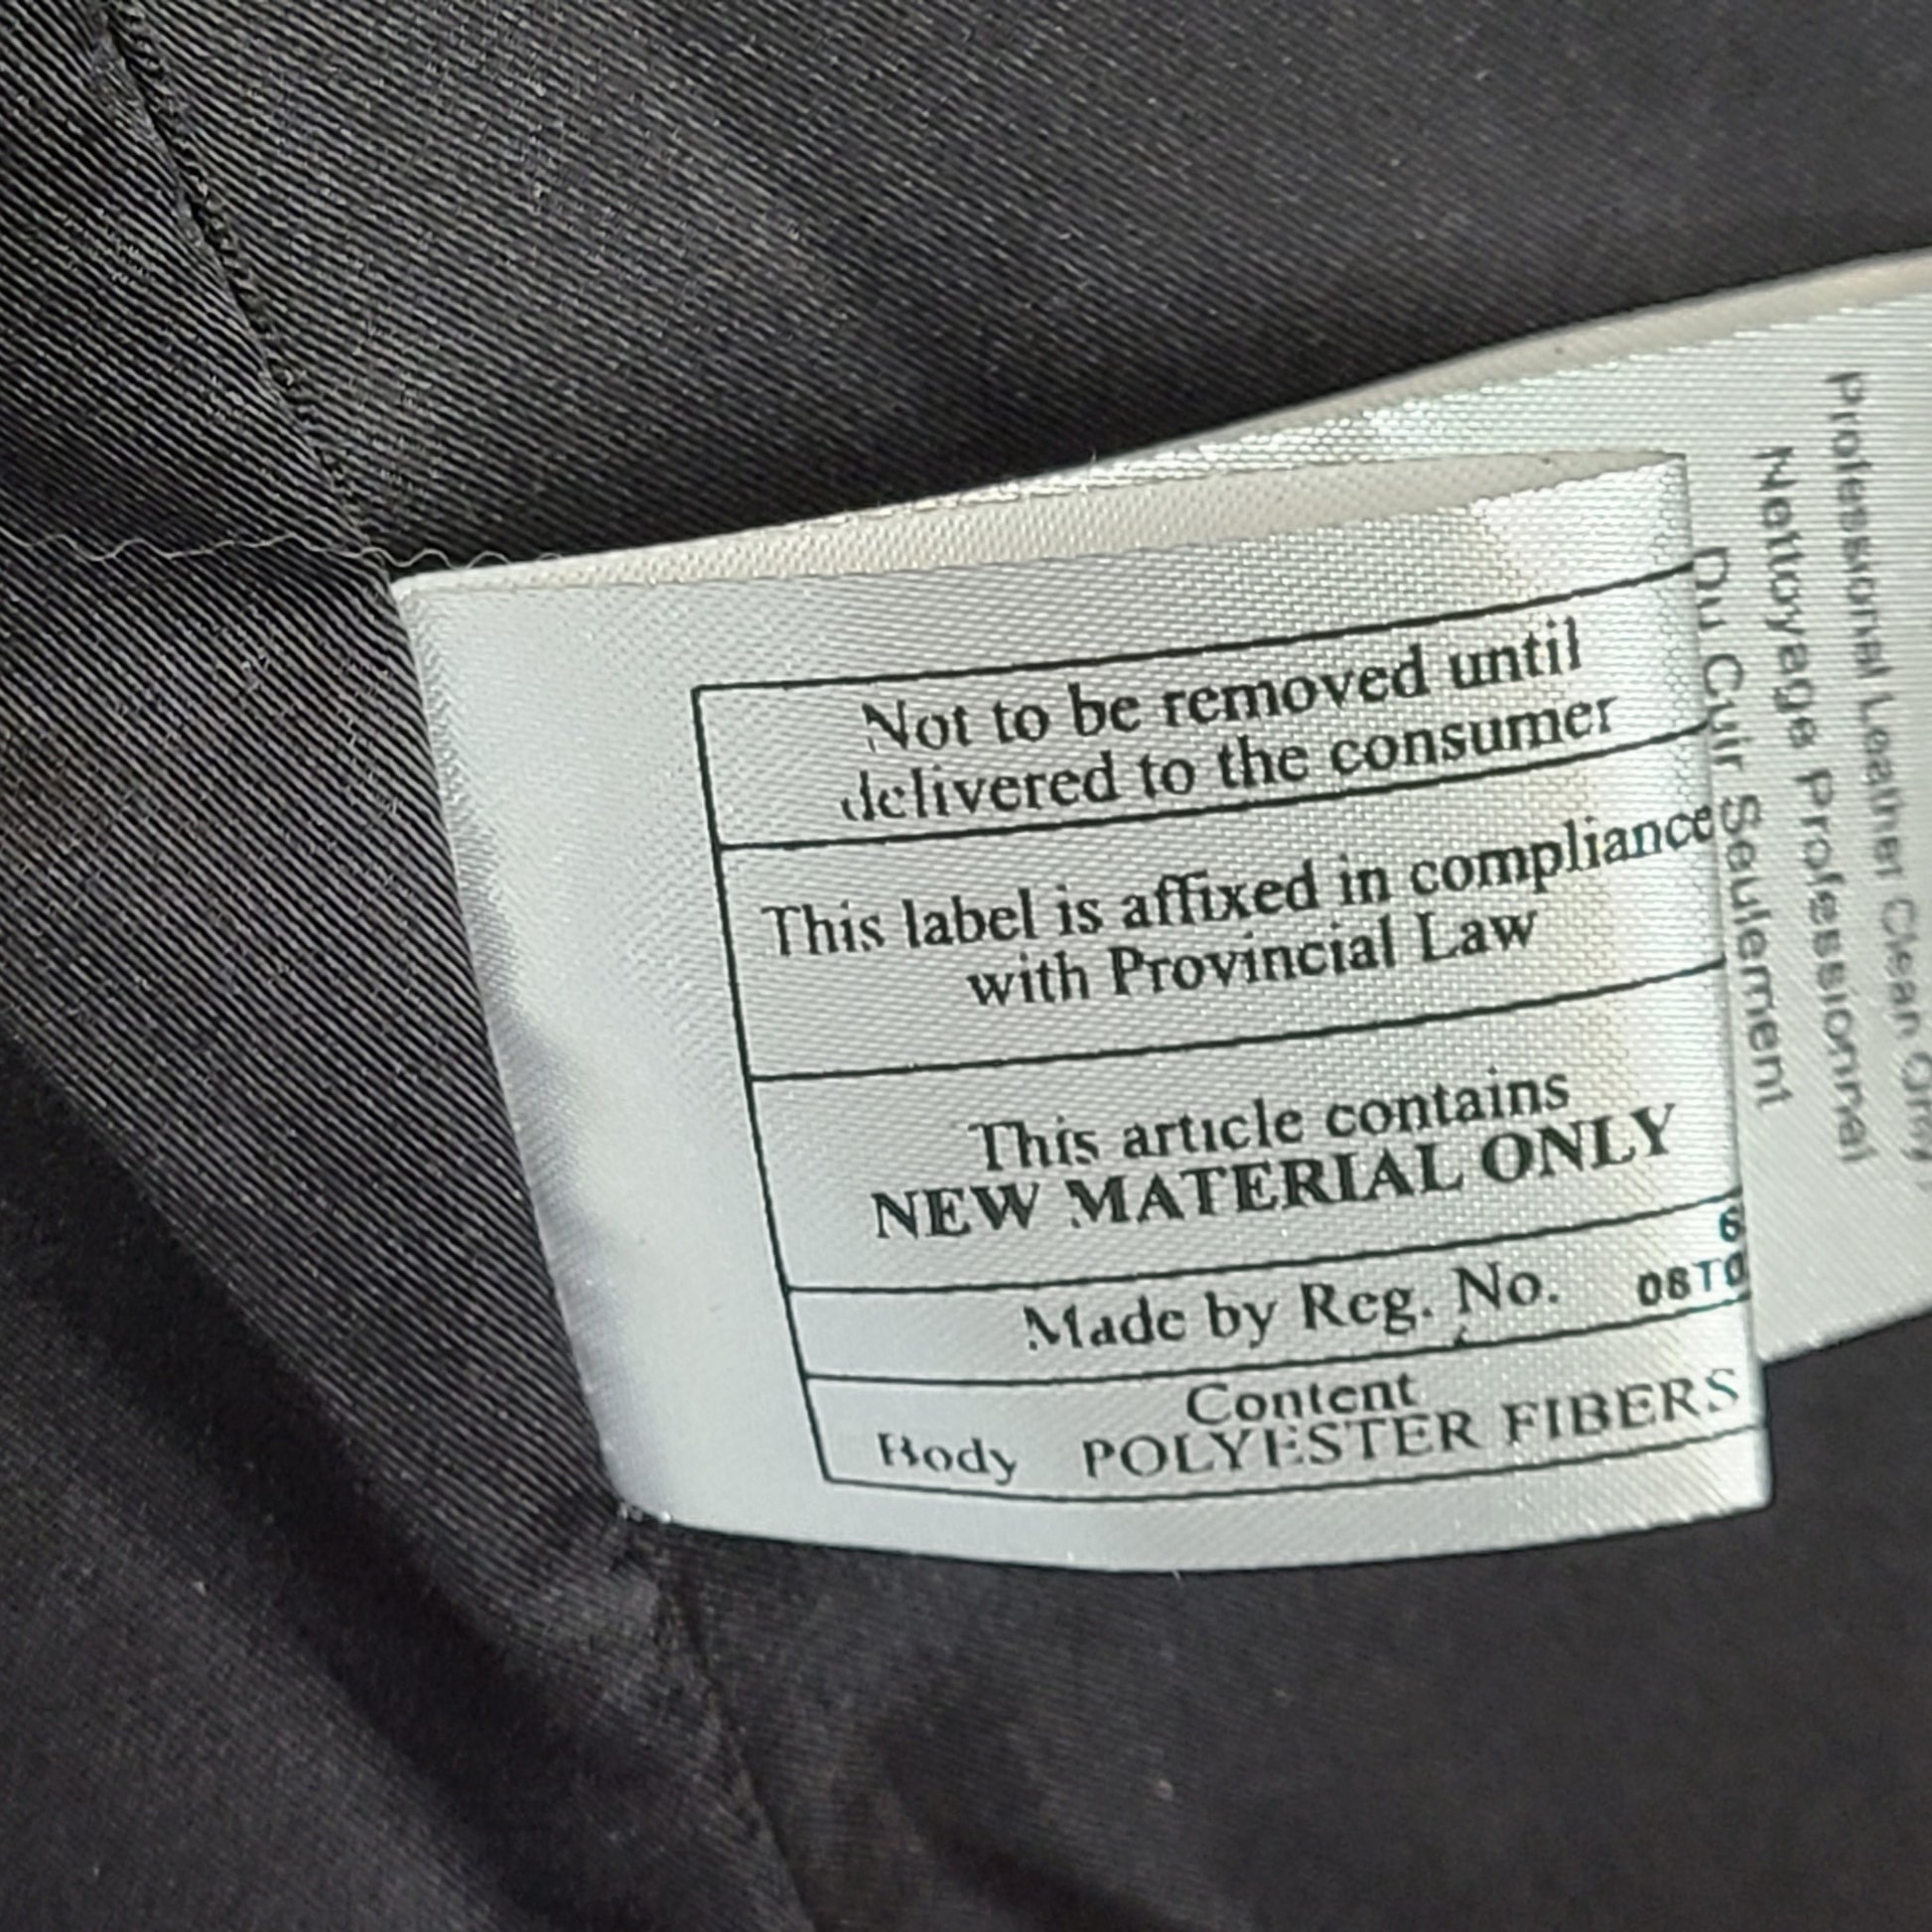 Not to be removed until
delivered to the consumer
This label is affixed in compliance
with Provincial Law
This article contains
NEW MATERIAL ONLY
6
Made by Reg. No. 08T0
Content
Body POLYESTER FIBERS
Professional Leather Clean Only
Nettoyage Professionnel
Du Cuir Seulement